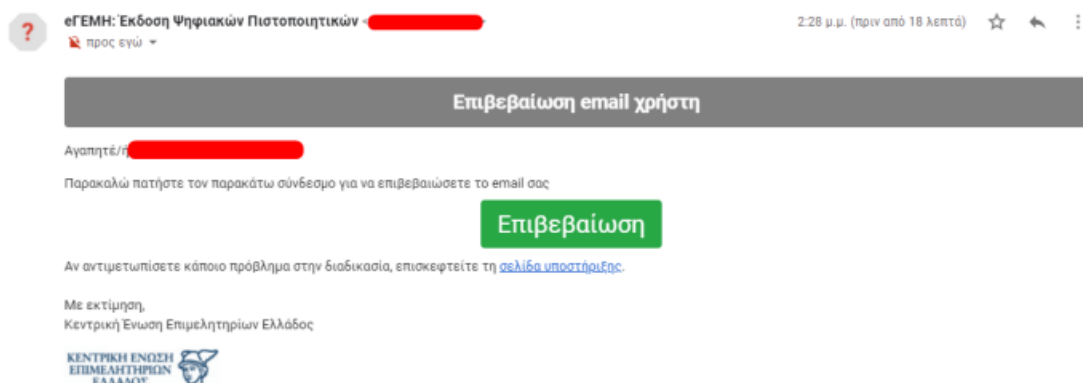 eΓΕΜΗ: Έκδοση Ψηφιακών Πιστοποιητικών <
2:28 μ.μ. (πριν από 18 λεπτά)
προς εγώ
Επιβεβαίωση email χρήστη
Αγαπητέ/ή
Παρακαλώ πατήστε τον παρακάτω σύνδεσμο για να επιβεβαιώσετε το email σας
Επιβεβαίωση
Αν αντιμετωπίσετε κάποιο πρόβλημα στην διαδικασία, επισκεφτείτε τη σελίδα υποστήριξης.
Με εκτίμηση,
Κεντρική Ένωση Επιμελητηρίων Ελλάδος
ΚΕΝΤΡΙΚΗ ΕΝΩΣΗ
ΕΠΙΜΕΛΗΤΗΡΙΩΝ
ΕΛΛΑΔΟΣ